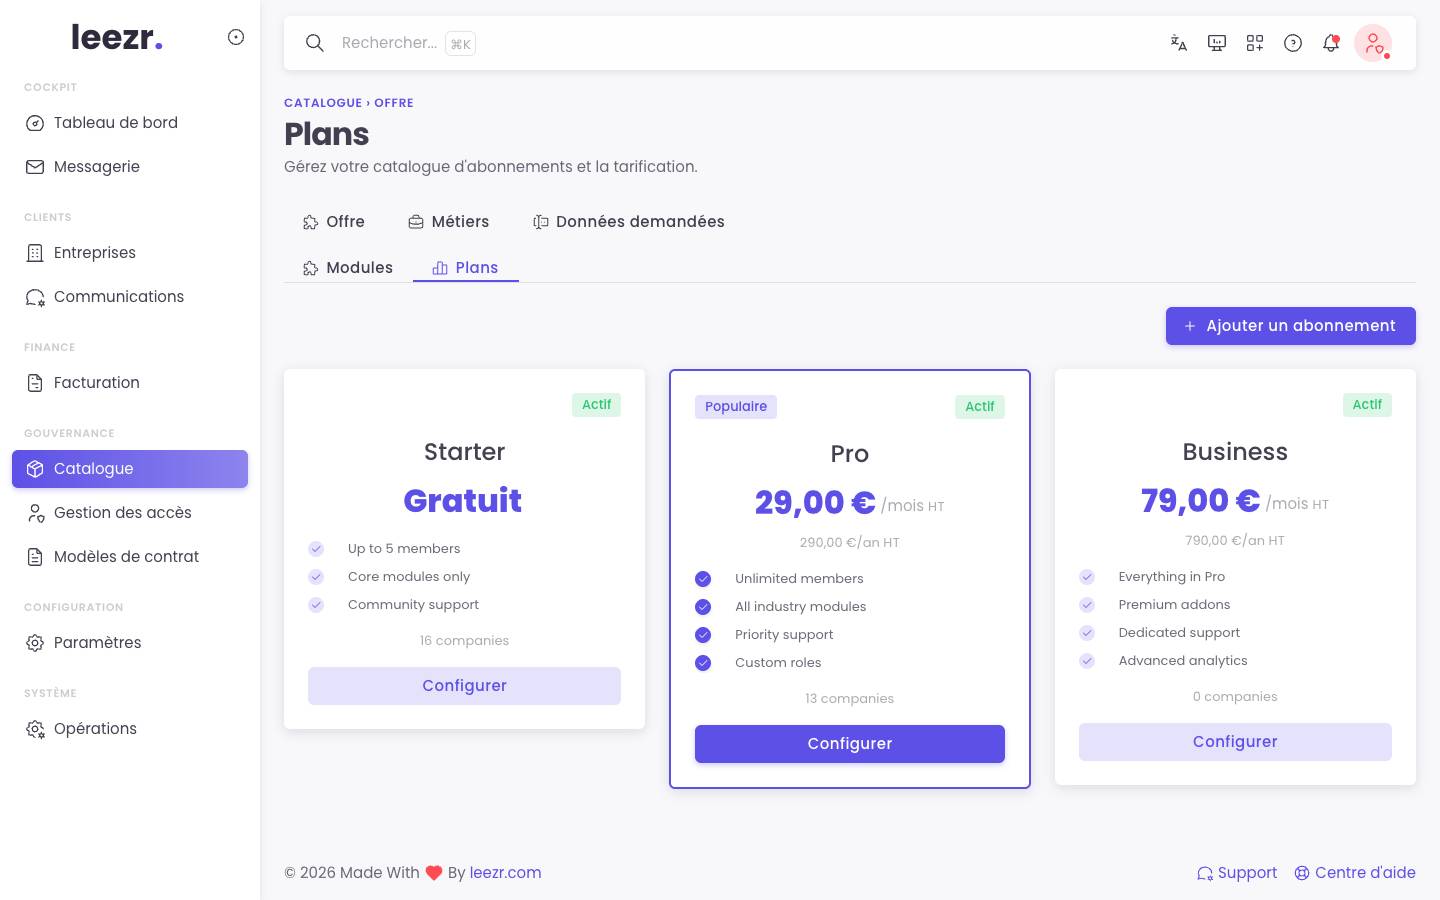 leezr.
COCKPIT
Tableau de bord
Messagerie
CLIENTS
Entreprises
Communications
FINANCE
Facturation
GOUVERNANCE
Catalogue
Gestion des accès
Modèles de contrat
CONFIGURATION
Paramètres
SYSTÈME
Opérations
Rechercher... ⌘K
CATALOGUE › OFFRE
Plans
Gérez votre catalogue d'abonnements et la tarification.
Offre Métiers Données demandées
Modules Plans
+ Ajouter un abonnement
Actif
Starter
Gratuit
Up to 5 members
Core modules only
Community support
16 companies
Configurer
Populaire Actif
Pro
29,00 € /mois HT
290,00 €/an HT
Unlimited members
All industry modules
Priority support
Custom roles
13 companies
Configurer
Actif
Business
79,00 € /mois HT
790,00 €/an HT
Everything in Pro
Premium addons
Dedicated support
Advanced analytics
0 companies
Configurer
© 2026 Made With ❤ By leezr.com
Support Centre d'aide